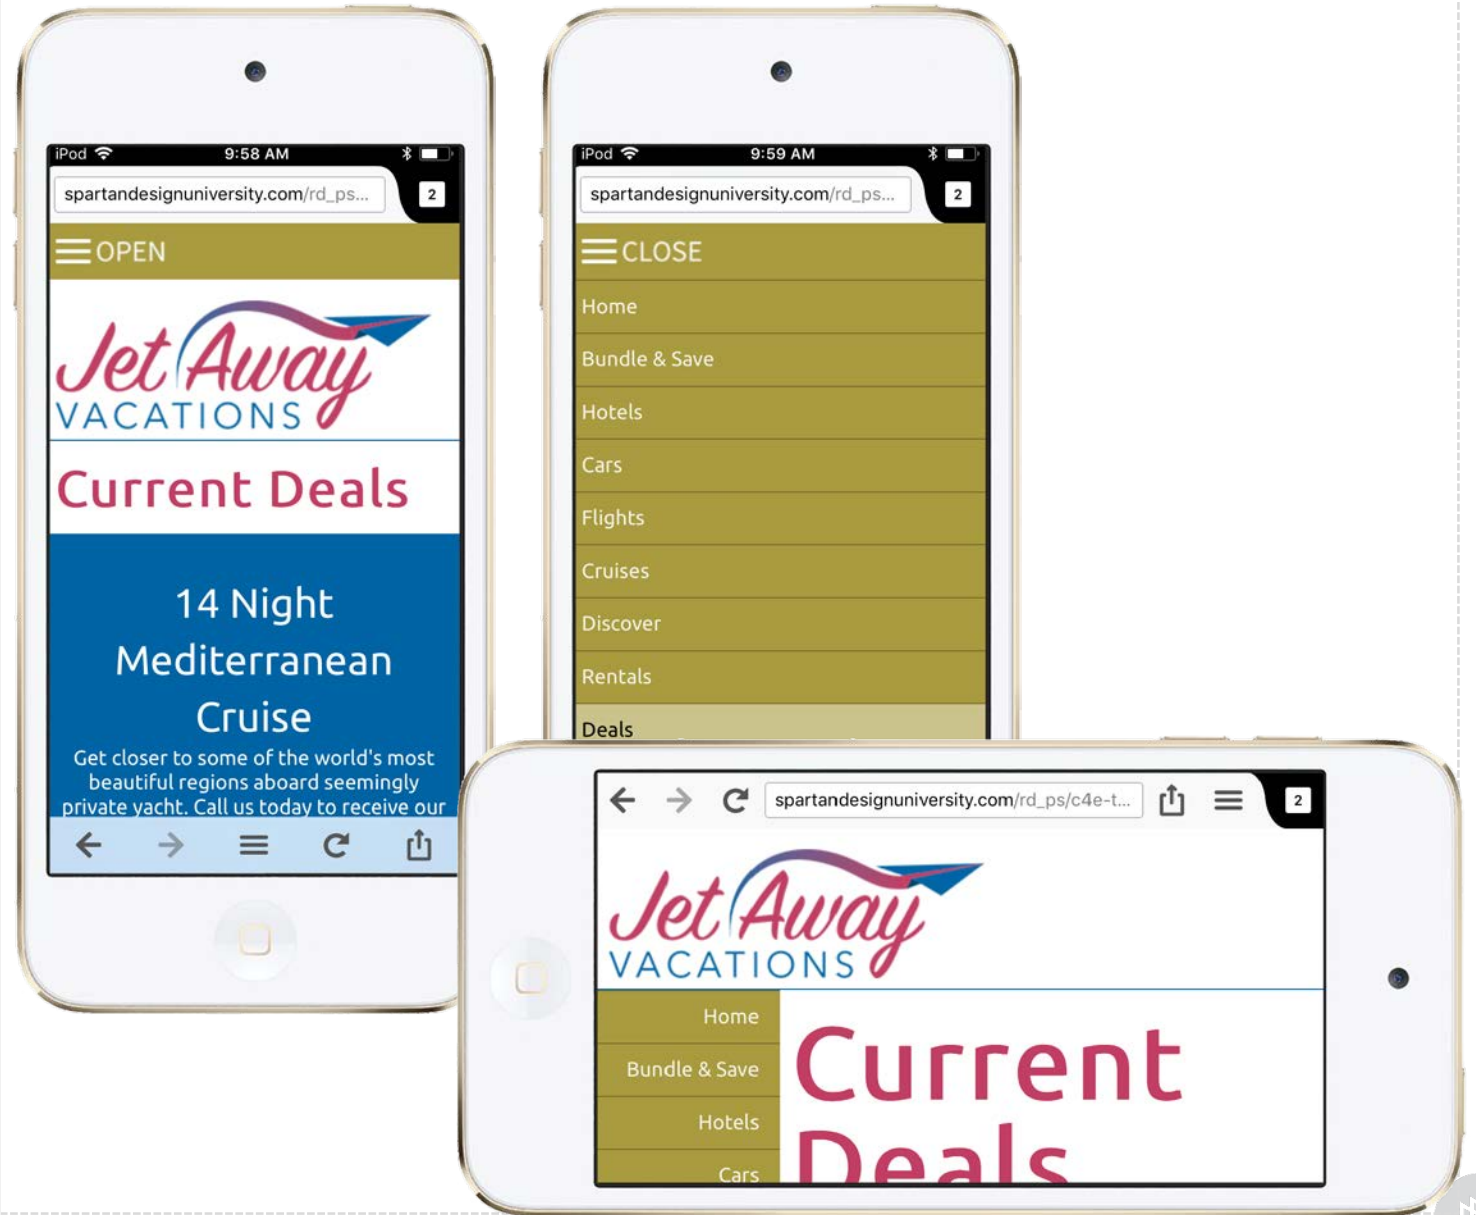 iPod 9:58 AM
spartandesignuniversity.com/rd_ps... 2
OPEN
Jet Away
VACATIONS
Current Deals
14 Night
Mediterranean
Cruise
Get closer to some of the world's most
beautiful regions aboard seemingly
private yacht. Call us today to receive our
iPod 9:59 AM
spartandesignuniversity.com/rd_ps... 2
CLOSE
Home
Bundle & Save
Hotels
Cars
Flights
Cruises
Discover
Rentals
Deals
spartandesignuniversity.com/rd_ps/c4e-t... 2
Jet Away
VACATIONS
Home
Bundle & Save
Hotels
Cars
Current
Deals